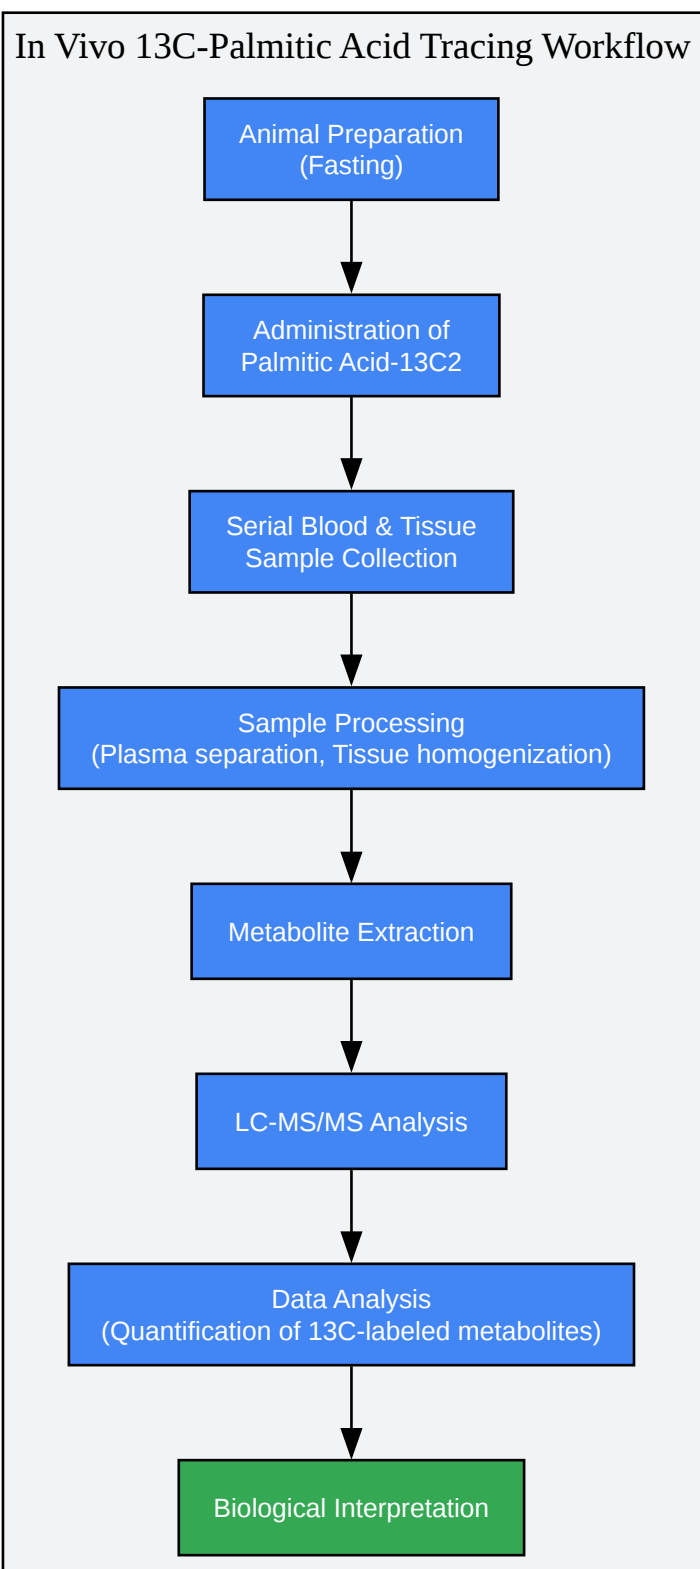 In Vivo 13C-Palmitic Acid Tracing Workflow
Animal Preparation
(Fasting)
Administration of
Palmitic Acid-13C2
Serial Blood & Tissue
Sample Collection
Sample Processing
(Plasma separation, Tissue homogenization)
Metabolite Extraction
LC-MS/MS Analysis
Data Analysis
(Quantification of 13C-labeled metabolites)
Biological Interpretation